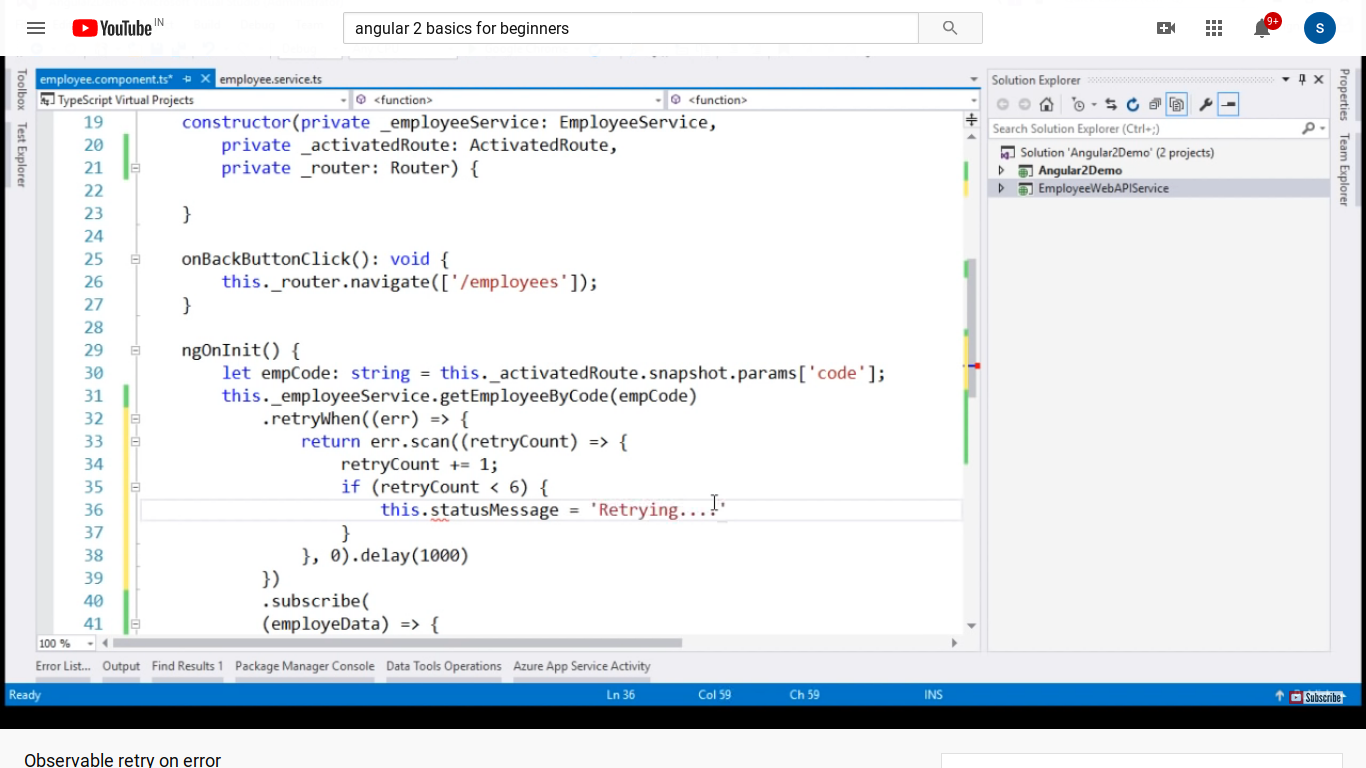 YouTube IN
angular 2 basics for beginners
9+
S
Toolbox
Test Explorer
employee.component.ts*
employee.service.ts
TypeScript Virtual Projects
<function>
<function>
19 constructor(private _employeeService: EmployeeService,
20 private _activatedRoute: ActivatedRoute,
21 private _router: Router) {
22
23 }
24
25 onBackButtonClick(): void {
26 this._router.navigate(['/employees']);
27 }
28
29 ngOnInit() {
30 let empCode: string = this._activatedRoute.snapshot.params['code'];
31 this._employeeService.getEmployeeByCode(empCode)
32 .retryWhen((err) => {
33 return err.scan((retryCount) => {
34 retryCount += 1;
35 if (retryCount < 6) {
36 this.statusMessage = 'Retrying....'
37 }
38 }, 0).delay(1000)
39 })
40 .subscribe(
41 (employeData) => {
100 %
Solution Explorer
Search Solution Explorer (Ctrl+;)
Solution 'Angular2Demo' (2 projects)
Angular2Demo
EmployeeWebAPIService
Properties
Team Explorer
Error List...
Output
Find Results 1
Package Manager Console
Data Tools Operations
Azure App Service Activity
Ready
Ln 36
Col 59
Ch 59
INS
Subscribe
Observable retry on error